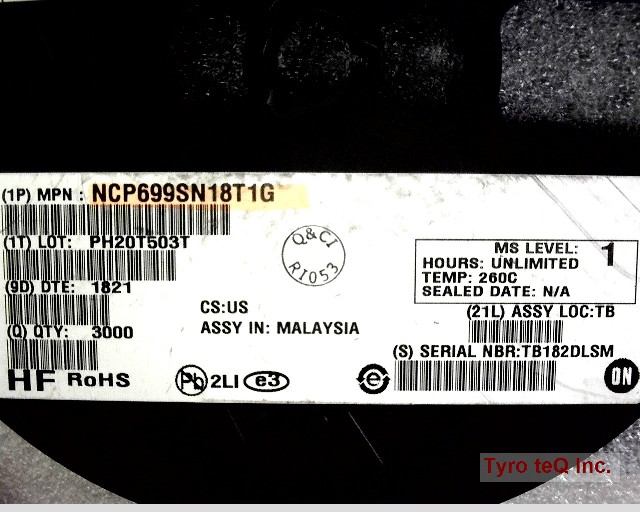 (1P) MPN : NCP699SN18T1G
(1T) LOT: PH20T503T
(9D) DTE: 1821
(Q) QTY: 3000
HF RoHS
Q&CI
RI053
CS:US
ASSY IN: MALAYSIA
Pb 2LI e3
e
MS LEVEL: 1
HOURS: UNLIMITED
TEMP: 260C
SEALED DATE: N/A
(21L) ASSY LOC:TB
(S) SERIAL NBR:TB182DLSM
ON
Tyro teQ Inc.